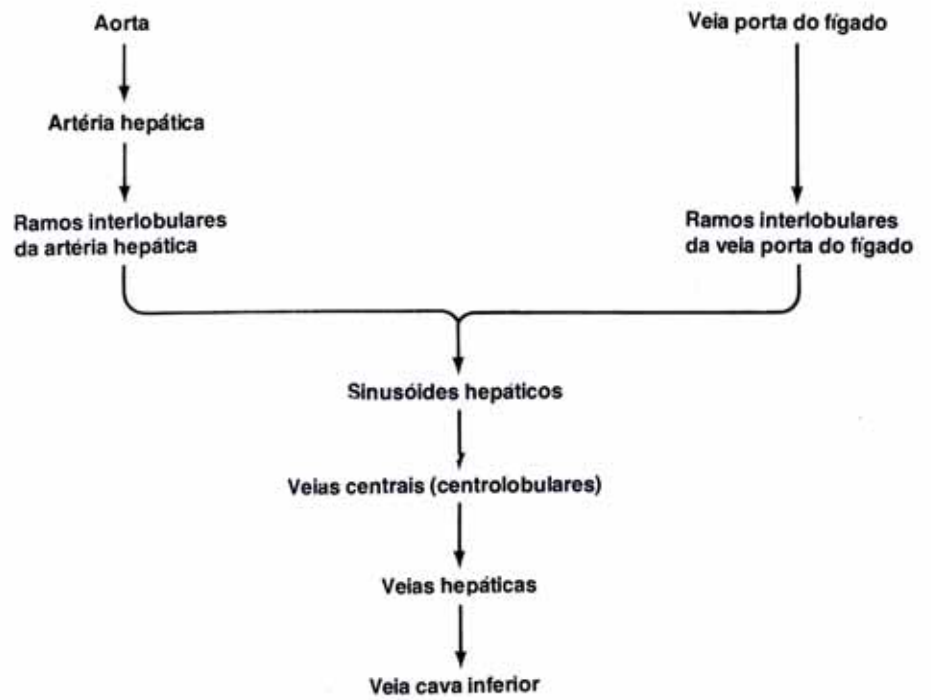 Aorta
Veia porta do fígado
Artéria hepática
Ramos interlobulares
da artéria hepática
Ramos interlobulares
da veia porta do fígado
Sinusóides hepáticos
Veias centrais (centrolobulares)
Veias hepáticas
Veia cava inferior